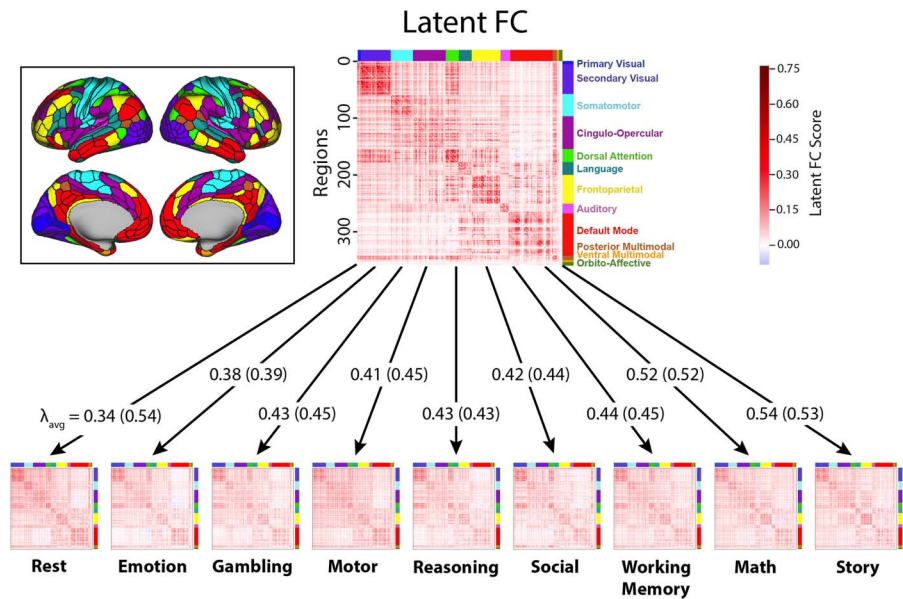 Latent FC
0
100
200
300
Regions
Primary Visual
Secondary Visual
Somatomotor
Cingulo-Opercular
Dorsal Attention
Language
Frontoparietal
Auditory
Default Mode
Posterior Multimodal
Ventral Multimodal
Orbito-Affective
0.75
0.60
0.45
0.30
0.15
0.00
Latent FC Score
0.38 (0.39)
0.41 (0.45)
0.42 (0.44)
0.52 (0.52)
λavg = 0.34 (0.54)
0.43 (0.45)
0.43 (0.43)
0.44 (0.45)
0.54 (0.53)
Rest
Emotion
Gambling
Motor
Reasoning
Social
Working
Memory
Math
Story